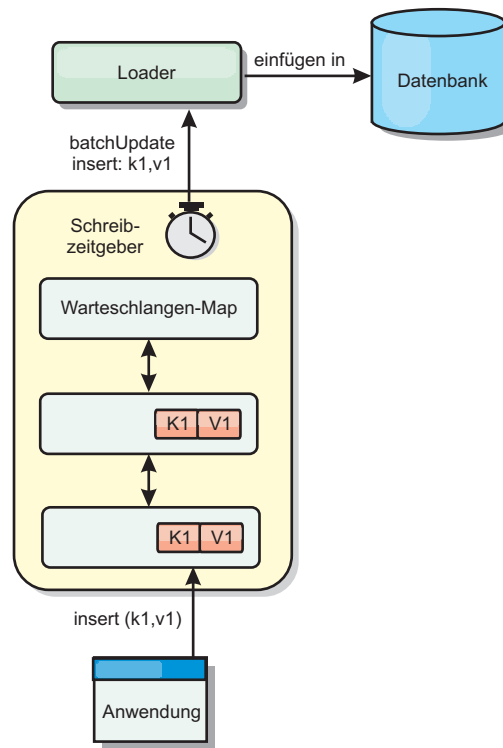 Loader
einfügen in
Datenbank
batchUpdate
insert: k1,v1
Schreib-
zeitgeber
Warteschlangen-Map
K1 V1
K1 V1
insert (k1,v1)
Anwendung